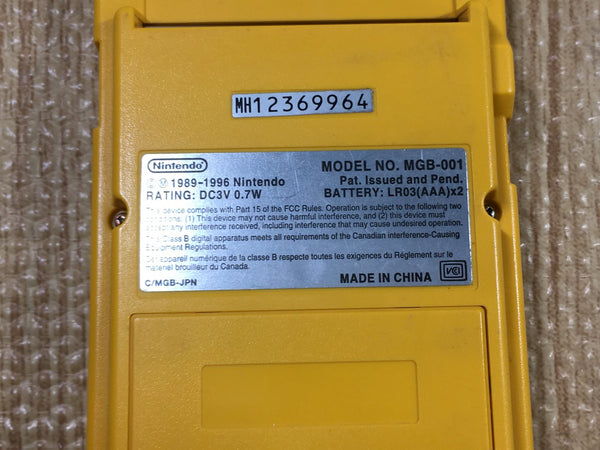 MH12369964
Nintendo
MODEL NO. MGB-001
©Ⓟ 1989-1996 Nintendo
Pat. Issued and Pend.
RATING: DC3V 0.7W
BATTERY: LR03(AAA)x2
This device complies with Part 15 of the FCC Rules. Operation is subject to the following two
conditions: (1) This device may not cause harmful interference, and (2) this device must
accept any interference received, including interference that may cause undesired operation.
This Class B digital apparatus meets all requirements of the Canadian Interference-Causing
Equipment Regulations.
Cet appareil numérique de la classe B respecte toutes les exigences du Réglement sur le
matériel brouilleur du Canada.
C/MGB-JPN
MADE IN CHINA
VCI